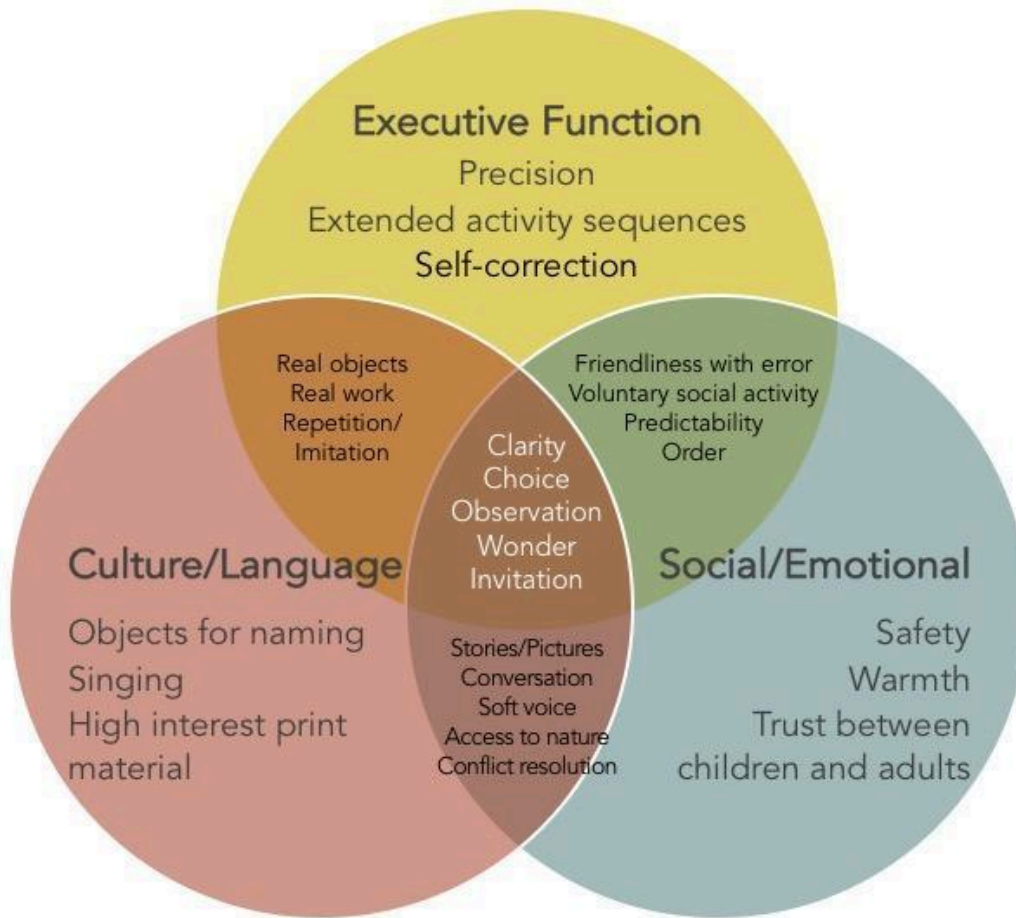 Executive Function
Precision
Extended activity sequences
Self-correction
Real objects
Real work
Repetition/
Imitation
Friendliness with error
Voluntary social activity
Predictability
Order
Clarity
Choice
Observation
Wonder
Invitation
Culture/Language
Objects for naming
Singing
High interest print
material
Social/Emotional
Safety
Warmth
Trust between
children and adults
Stories/Pictures
Conversation
Soft voice
Access to nature
Conflict resolution